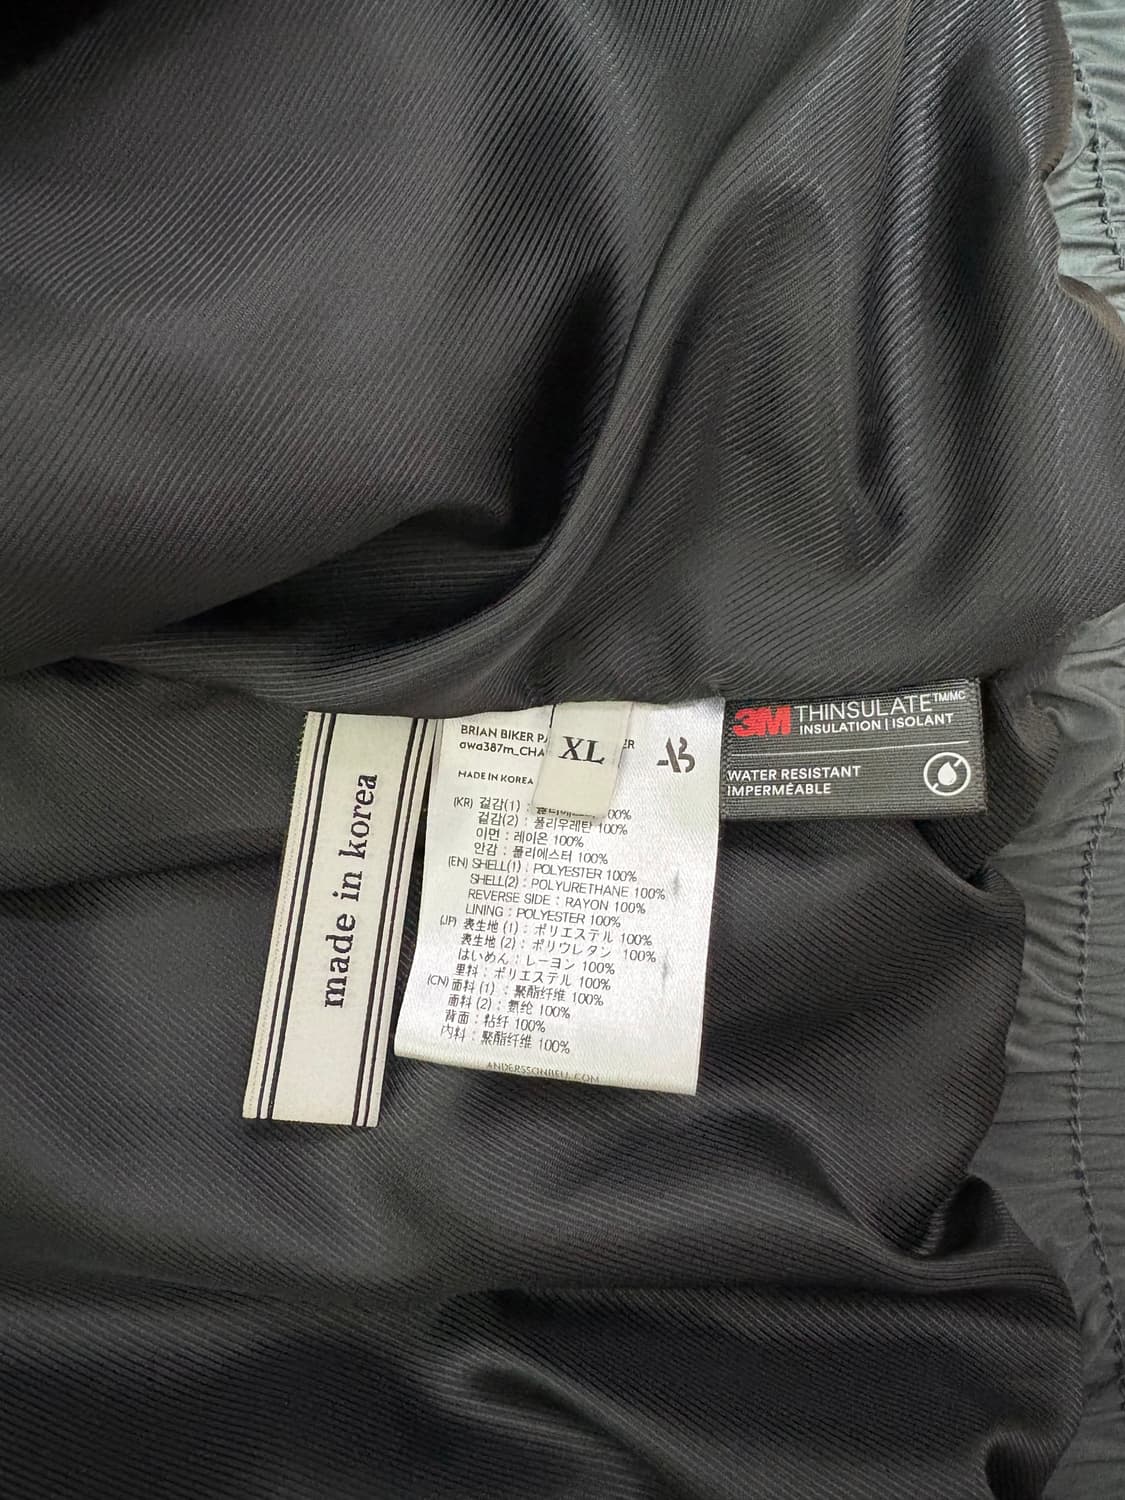 made in korea
BRIAN BIKER
awa387m_CHA
MADE IN KOREA
XL
(KR) 겉감(1) : 100%
겉감(2) : 폴리우레탄 100%
이면 : 레이온 100%
안감 : 폴리에스터 100%
(EN) SHELL(1) : POLYESTER 100%
SHELL(2) : POLYURETHANE 100%
REVERSE SIDE : RAYON 100%
LINING : POLYESTER 100%
(JP) 表生地 (1) : ポリエステル 100%
表生地 (2) : ポリウレタン 100%
はいめん : レーヨン 100%
里料 : ポリエステル 100%
(CN) 面料 (1) : 聚酯纤维 100%
面料 (2) : 氨纶 100%
背面 : 粘纤 100%
内料 : 聚酯纤维 100%
ANDERSSONBELL.COM
3M THINSULATE TM/MC
INSULATION | ISOLANT
WATER RESISTANT
IMPERMÉABLE